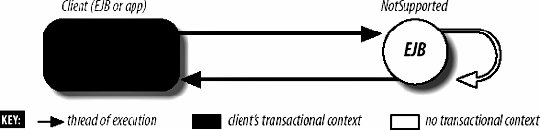 Client (EJB or app)
NotSupported
EJB
KEY: thread of execution client's transactional context no transactional context